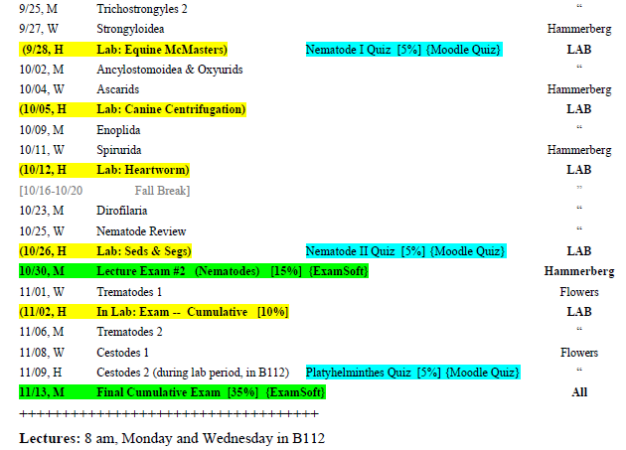 9/25, M Trichostrongyles 2 “
9/27, W Strongyloidea Hammerberg
(9/28, H Lab: Equine McMasters) Nematode I Quiz [5%] {Moodle Quiz} LAB
10/02, M Ancylostomoidea & Oxyurids “
10/04, W Ascarids Hammerberg
(10/05, H Lab: Canine Centrifugation) LAB
10/09, M Enoplida “
10/11, W Spirurida Hammerberg
(10/12, H Lab: Heartworm) LAB
[10/16-10/20 Fall Break] ”
10/23, M Dirofilaria “
10/25, W Nematode Review “
(10/26, H Lab: Seds & Segs) Nematode II Quiz [5%] {Moodle Quiz} LAB
10/30, M Lecture Exam #2 (Nematodes) [15%] {ExamSoft} Hammerberg
11/01, W Trematodes 1 Flowers
(11/02, H In Lab: Exam -- Cumulative [10%] LAB
11/06, M Trematodes 2 “
11/08, W Cestodes 1 Flowers
11/09, H Cestodes 2 (during lab period, in B112) Platyhelminthes Quiz [5%] {Moodle Quiz} “
11/13, M Final Cumulative Exam [35%] {ExamSoft} All
++++++++++++++++++++++++++++++++++
Lectures: 8 am, Monday and Wednesday in B112